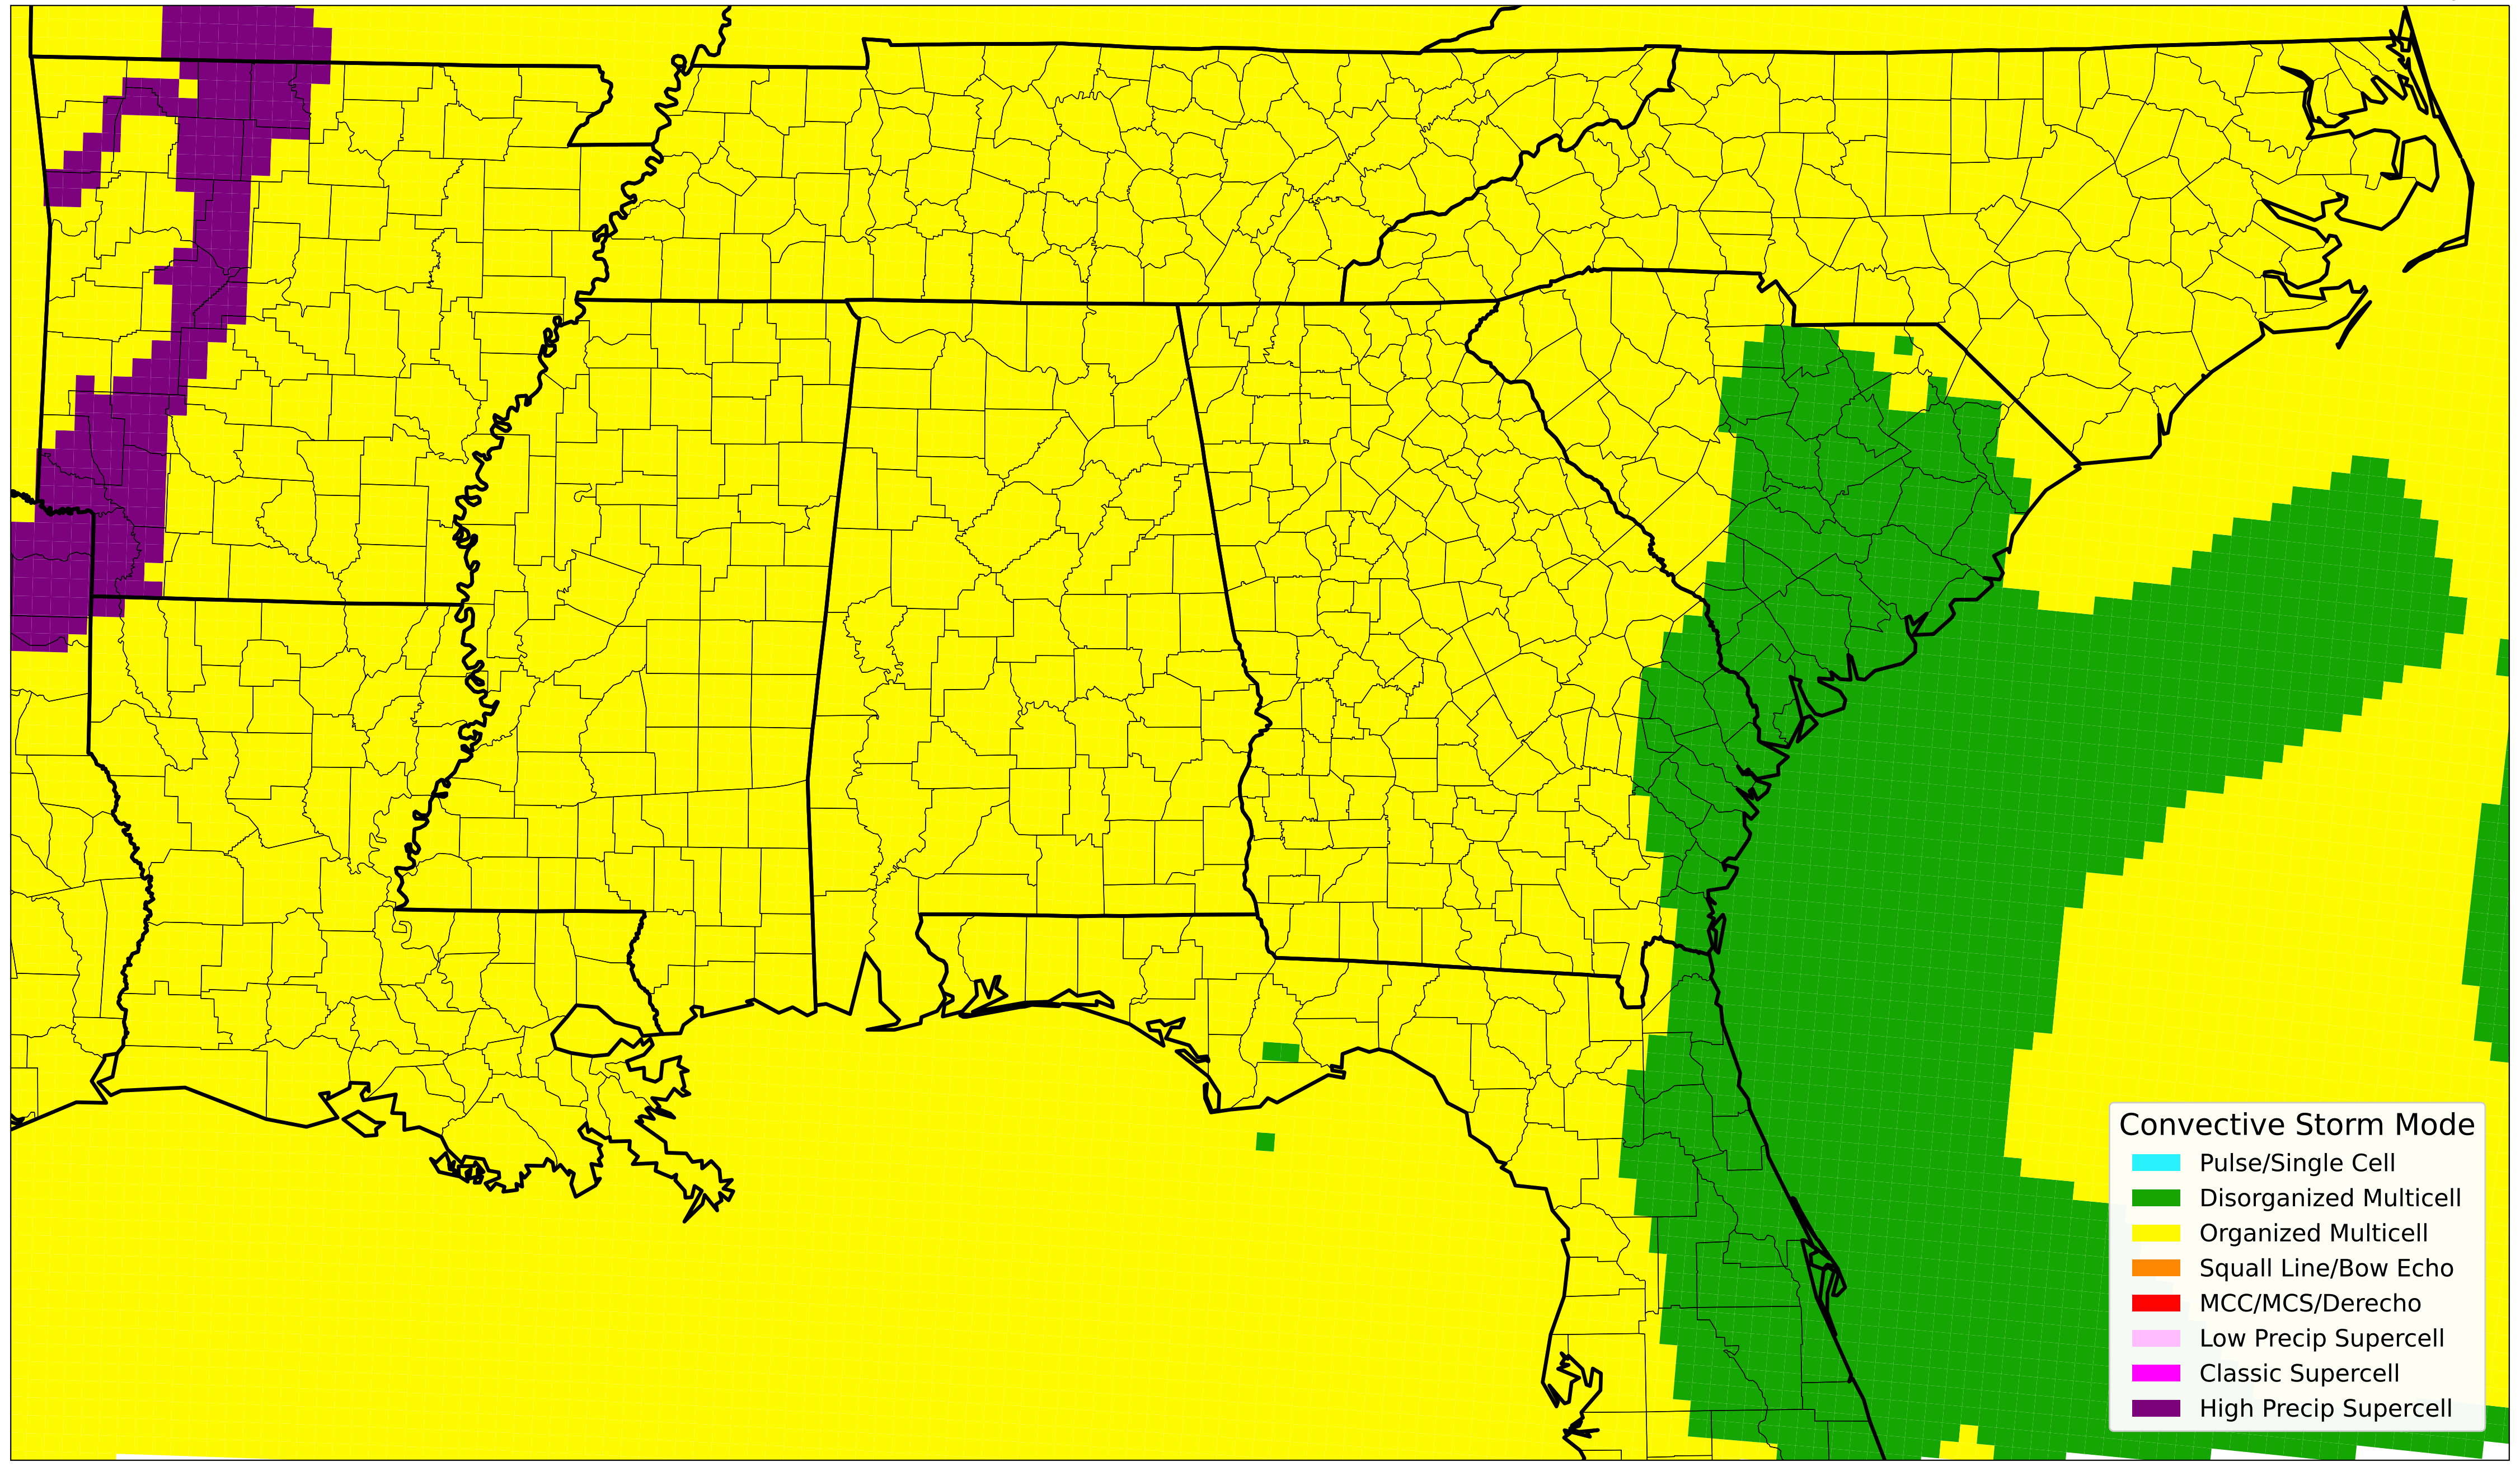 Convective Storm Mode
Pulse/Single Cell
Disorganized Multicell
Organized Multicell
Squall Line/Bow Echo
MCC/MCS/Derecho
Low Precip Supercell
Classic Supercell
High Precip Supercell